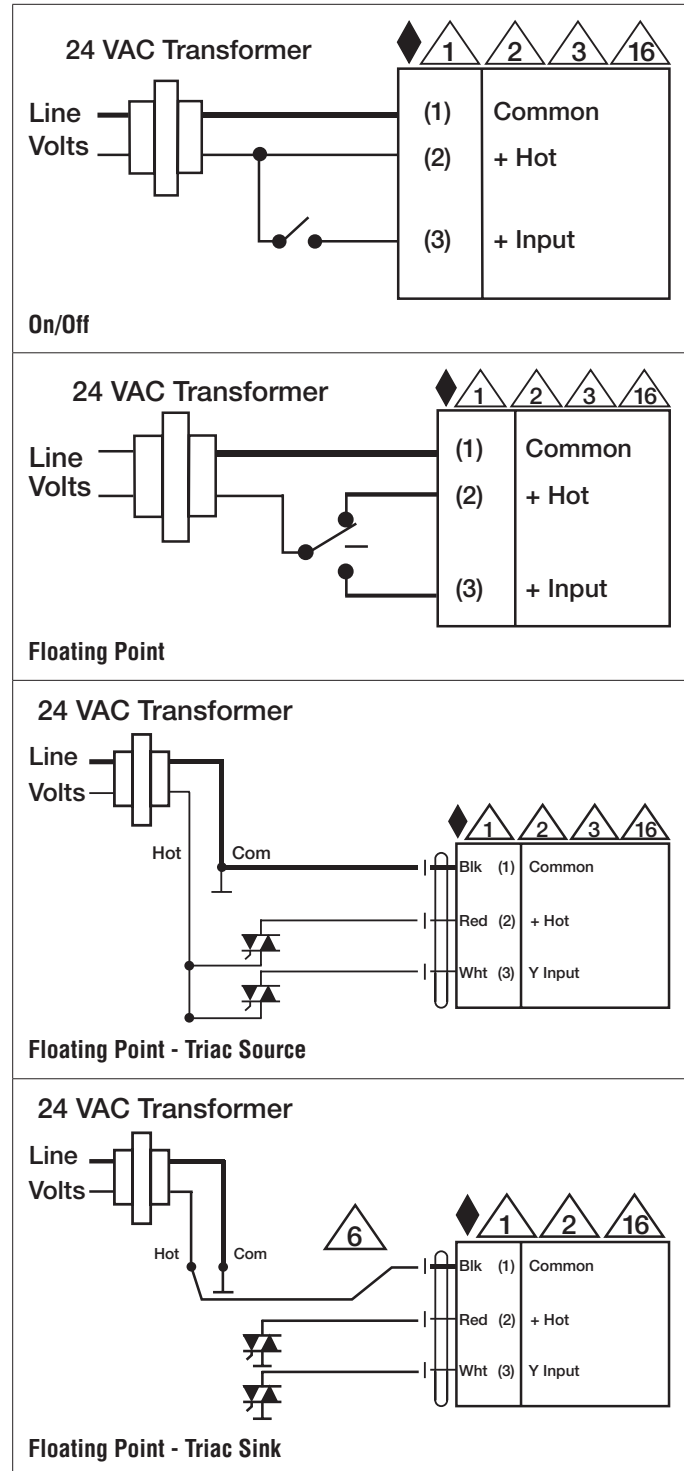 24 VAC Transformer
1 2 3 16
Line
Volts
(1) Common
(2) + Hot
(3) + Input
On/Off
24 VAC Transformer
1 2 3 16
Line
Volts
(1) Common
(2) + Hot
(3) + Input
Floating Point
24 VAC Transformer
Line
Volts
1 2 3 16
Hot Com
Blk (1) Common
Red (2) + Hot
Wht (3) Y Input
Floating Point - Triac Source
24 VAC Transformer
Line
Volts
6
1 2 16
Hot Com
Blk (1) Common
Red (2) + Hot
Wht (3) Y Input
Floating Point - Triac Sink